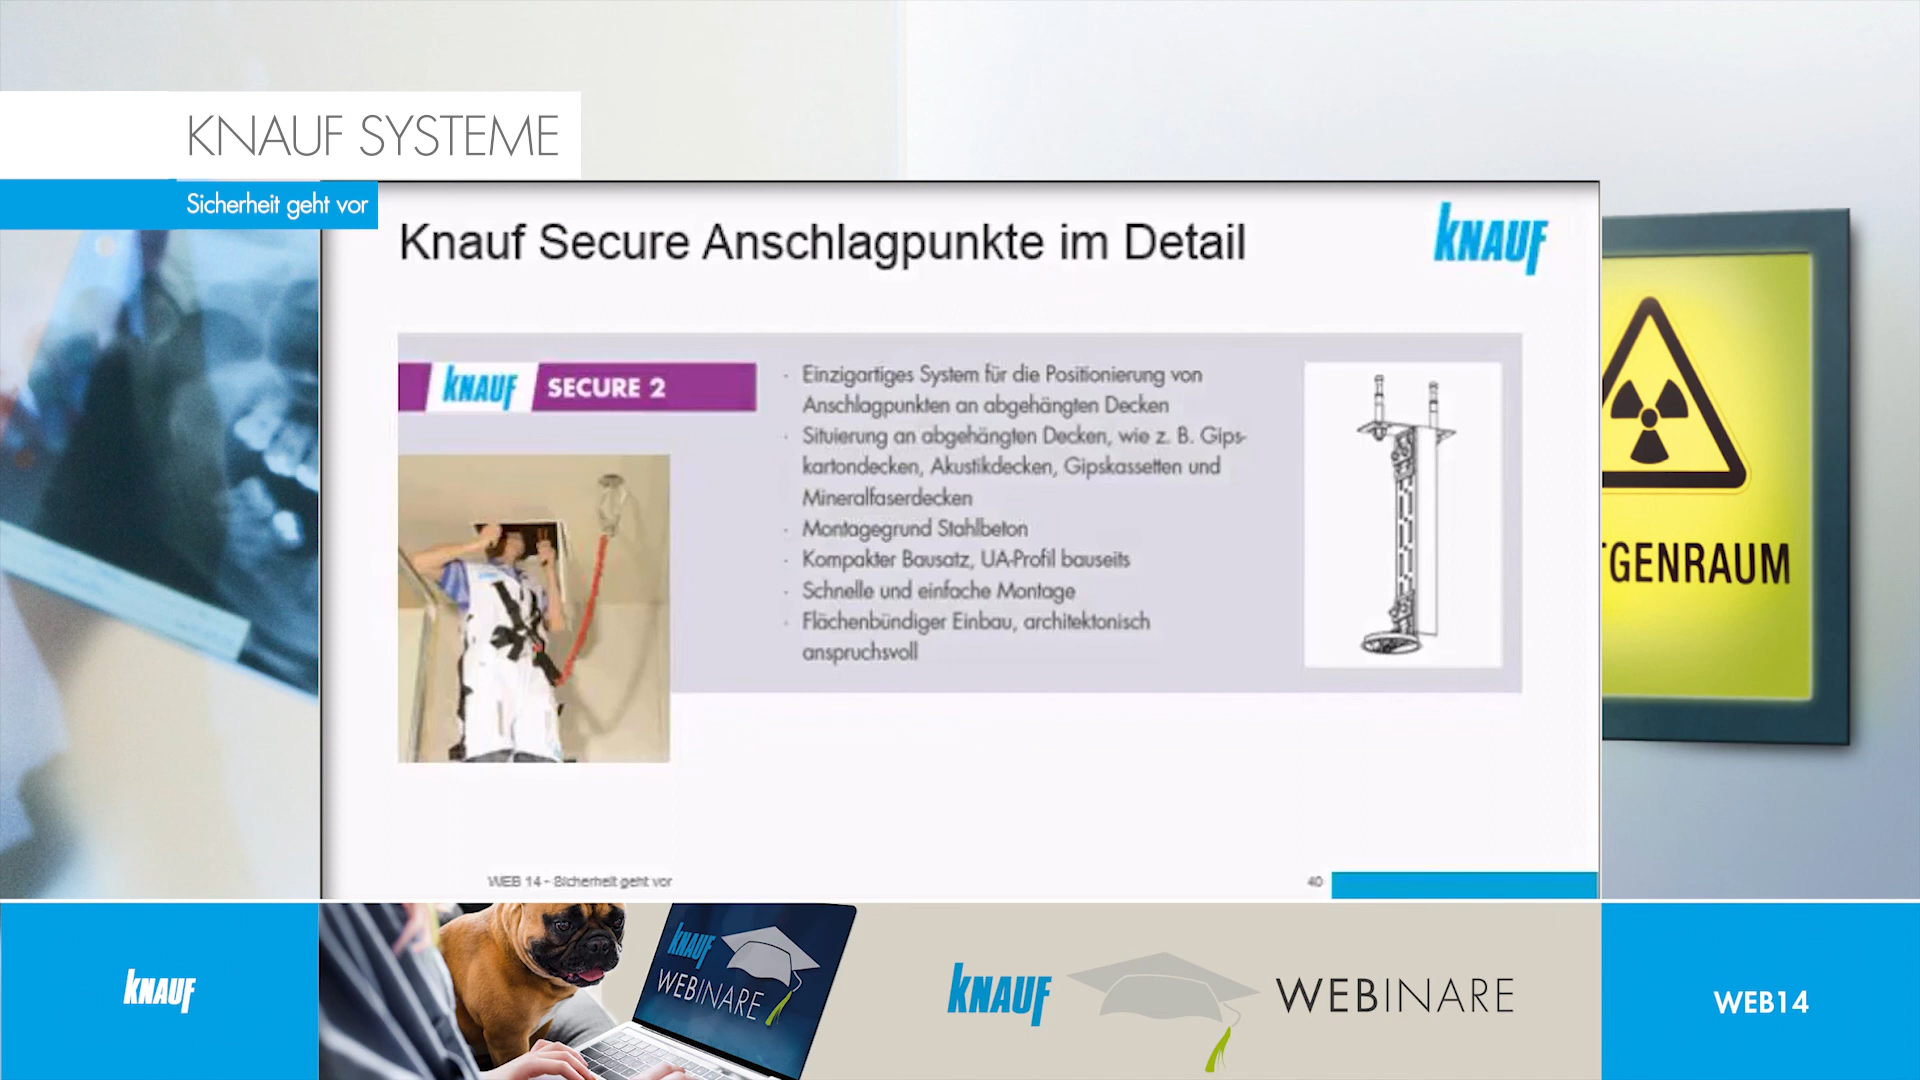 KNAUF SYSTEME
Sicherheit geht vor
Knauf Secure Anschlagpunkte im Detail
KNAUF
KNAUF
SECURE 2
· Einzigartiges System für die Positionierung von
Anschlagpunkten an abgehängten Decken
· Situierung an abgehängten Decken, wie z. B. Gips-
kartondecken, Akustikdecken, Gipskassetten und
Mineralfaserdecken
· Montagegrund Stahlbeton
· Kompakter Bausatz, UA-Profil bauseits
· Schnelle und einfache Montage
· Flächenbündiger Einbau, architektonisch
anspruchsvoll
TGENRAUM
WEB 14 - Sicherheit geht vor
40
KNAUF
KNAUF
WEBINARE
KNAUF
WEBINARE
WEB14